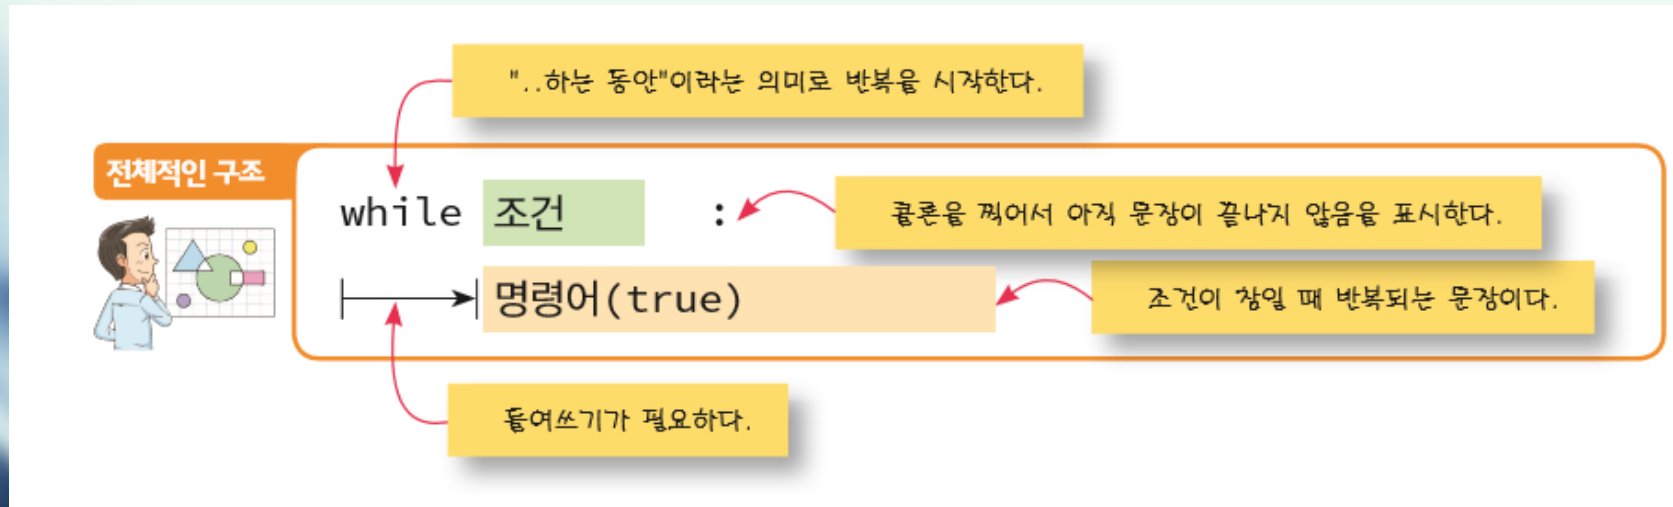 "..하는 동안"이라는 의미로 반복을 시작한다.
전체적인 구조
while 조건 :
콜론을 찍어서 아직 문장이 끝나지 않음을 표시한다.
명령어(true)
조건이 참일 때 반복되는 문장이다.
들여쓰기가 필요하다.